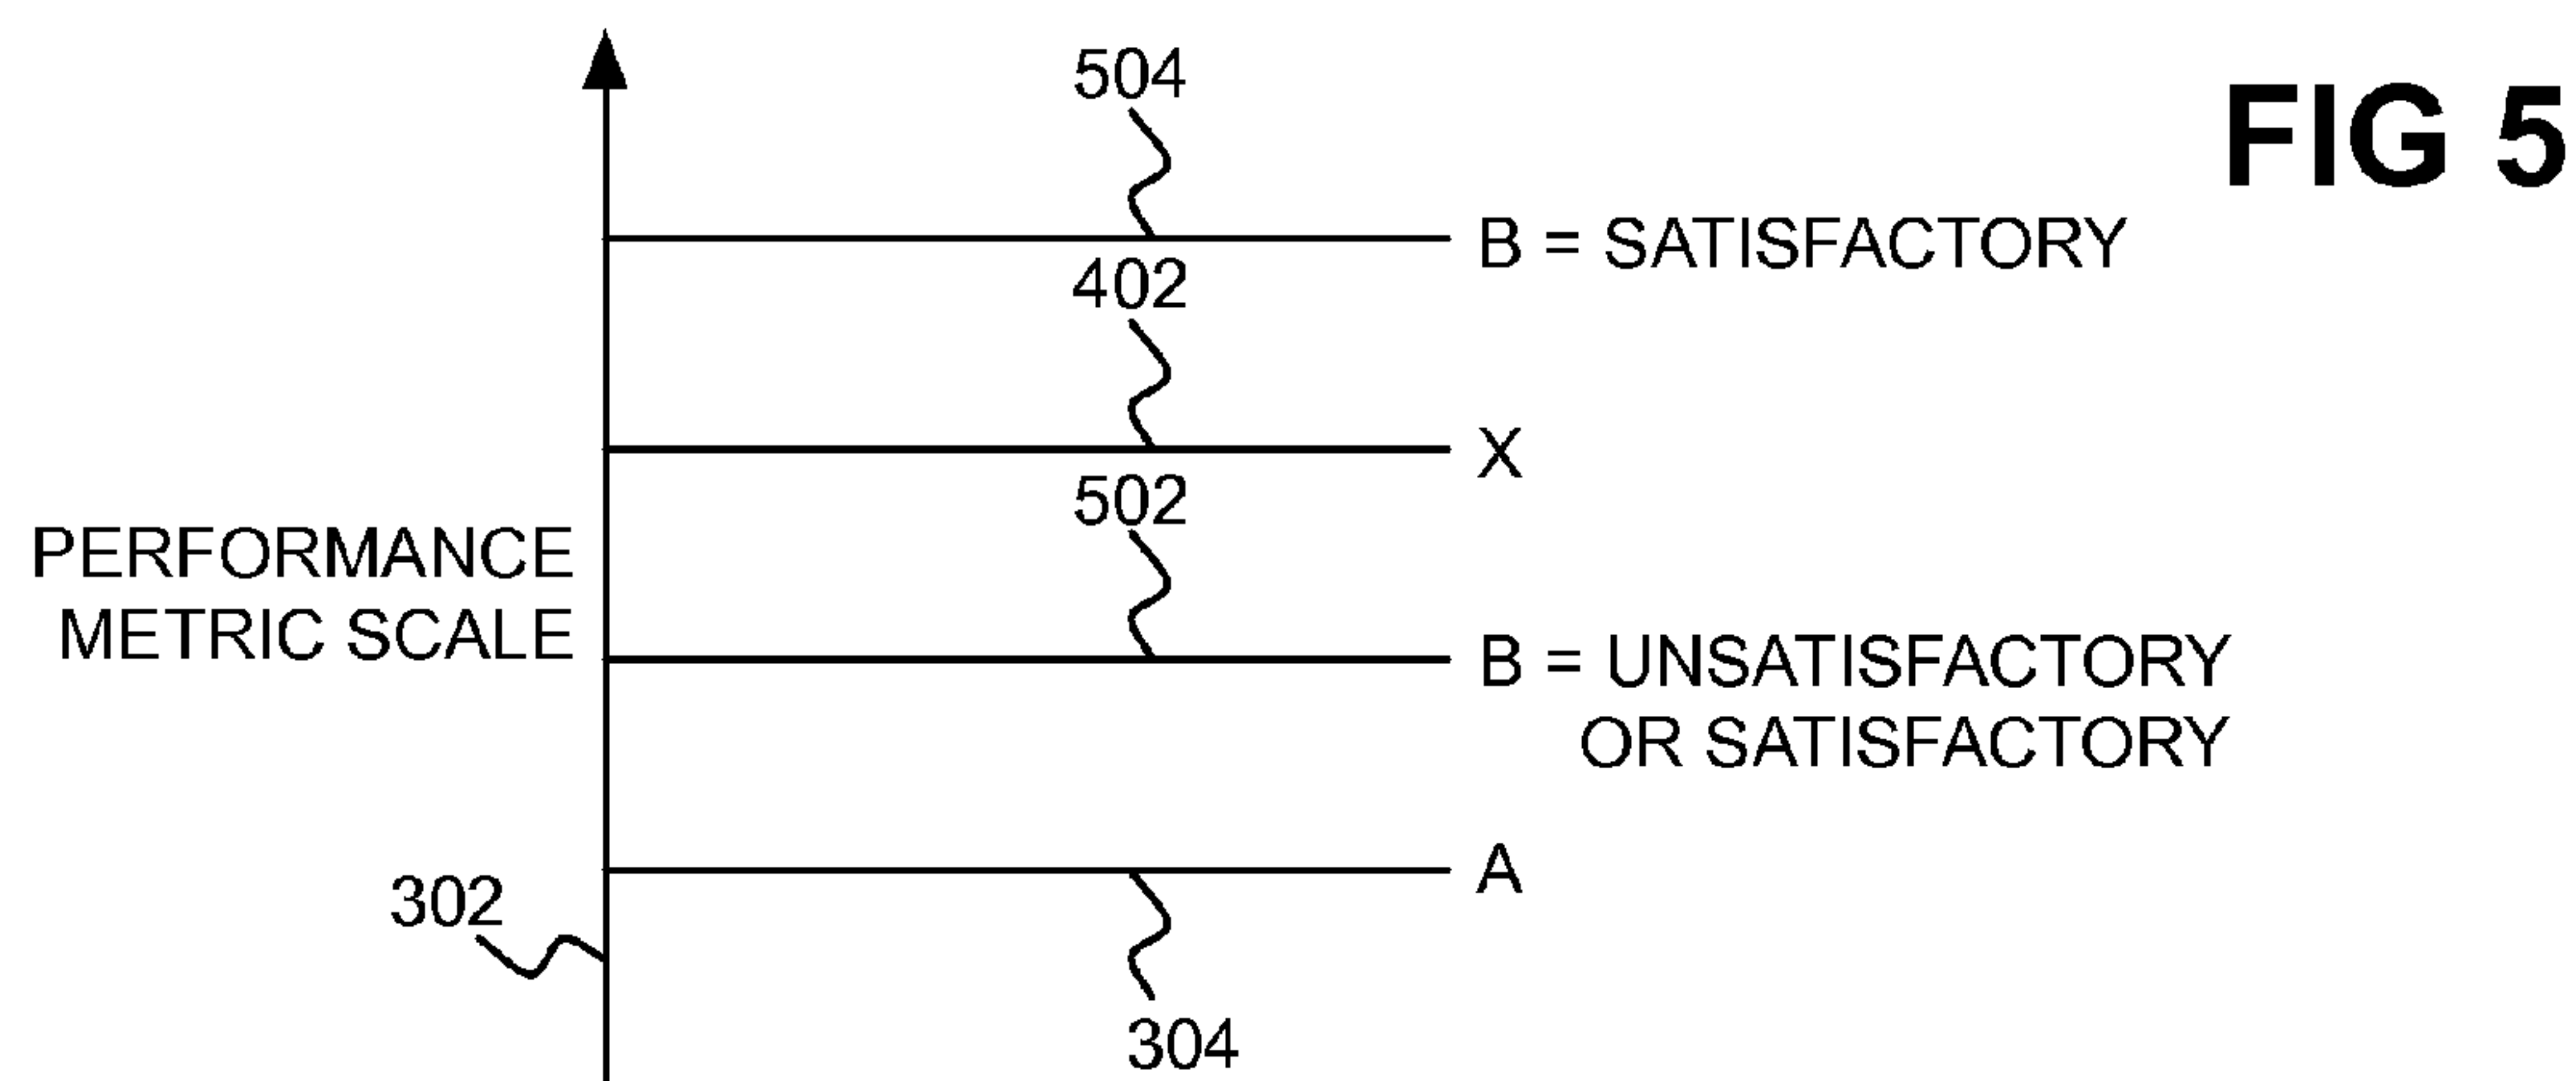 504
FIG 5
B = SATISFACTORY
402
X
502
PERFORMANCE
METRIC SCALE
B = UNSATISFACTORY
OR SATISFACTORY
A
302
304